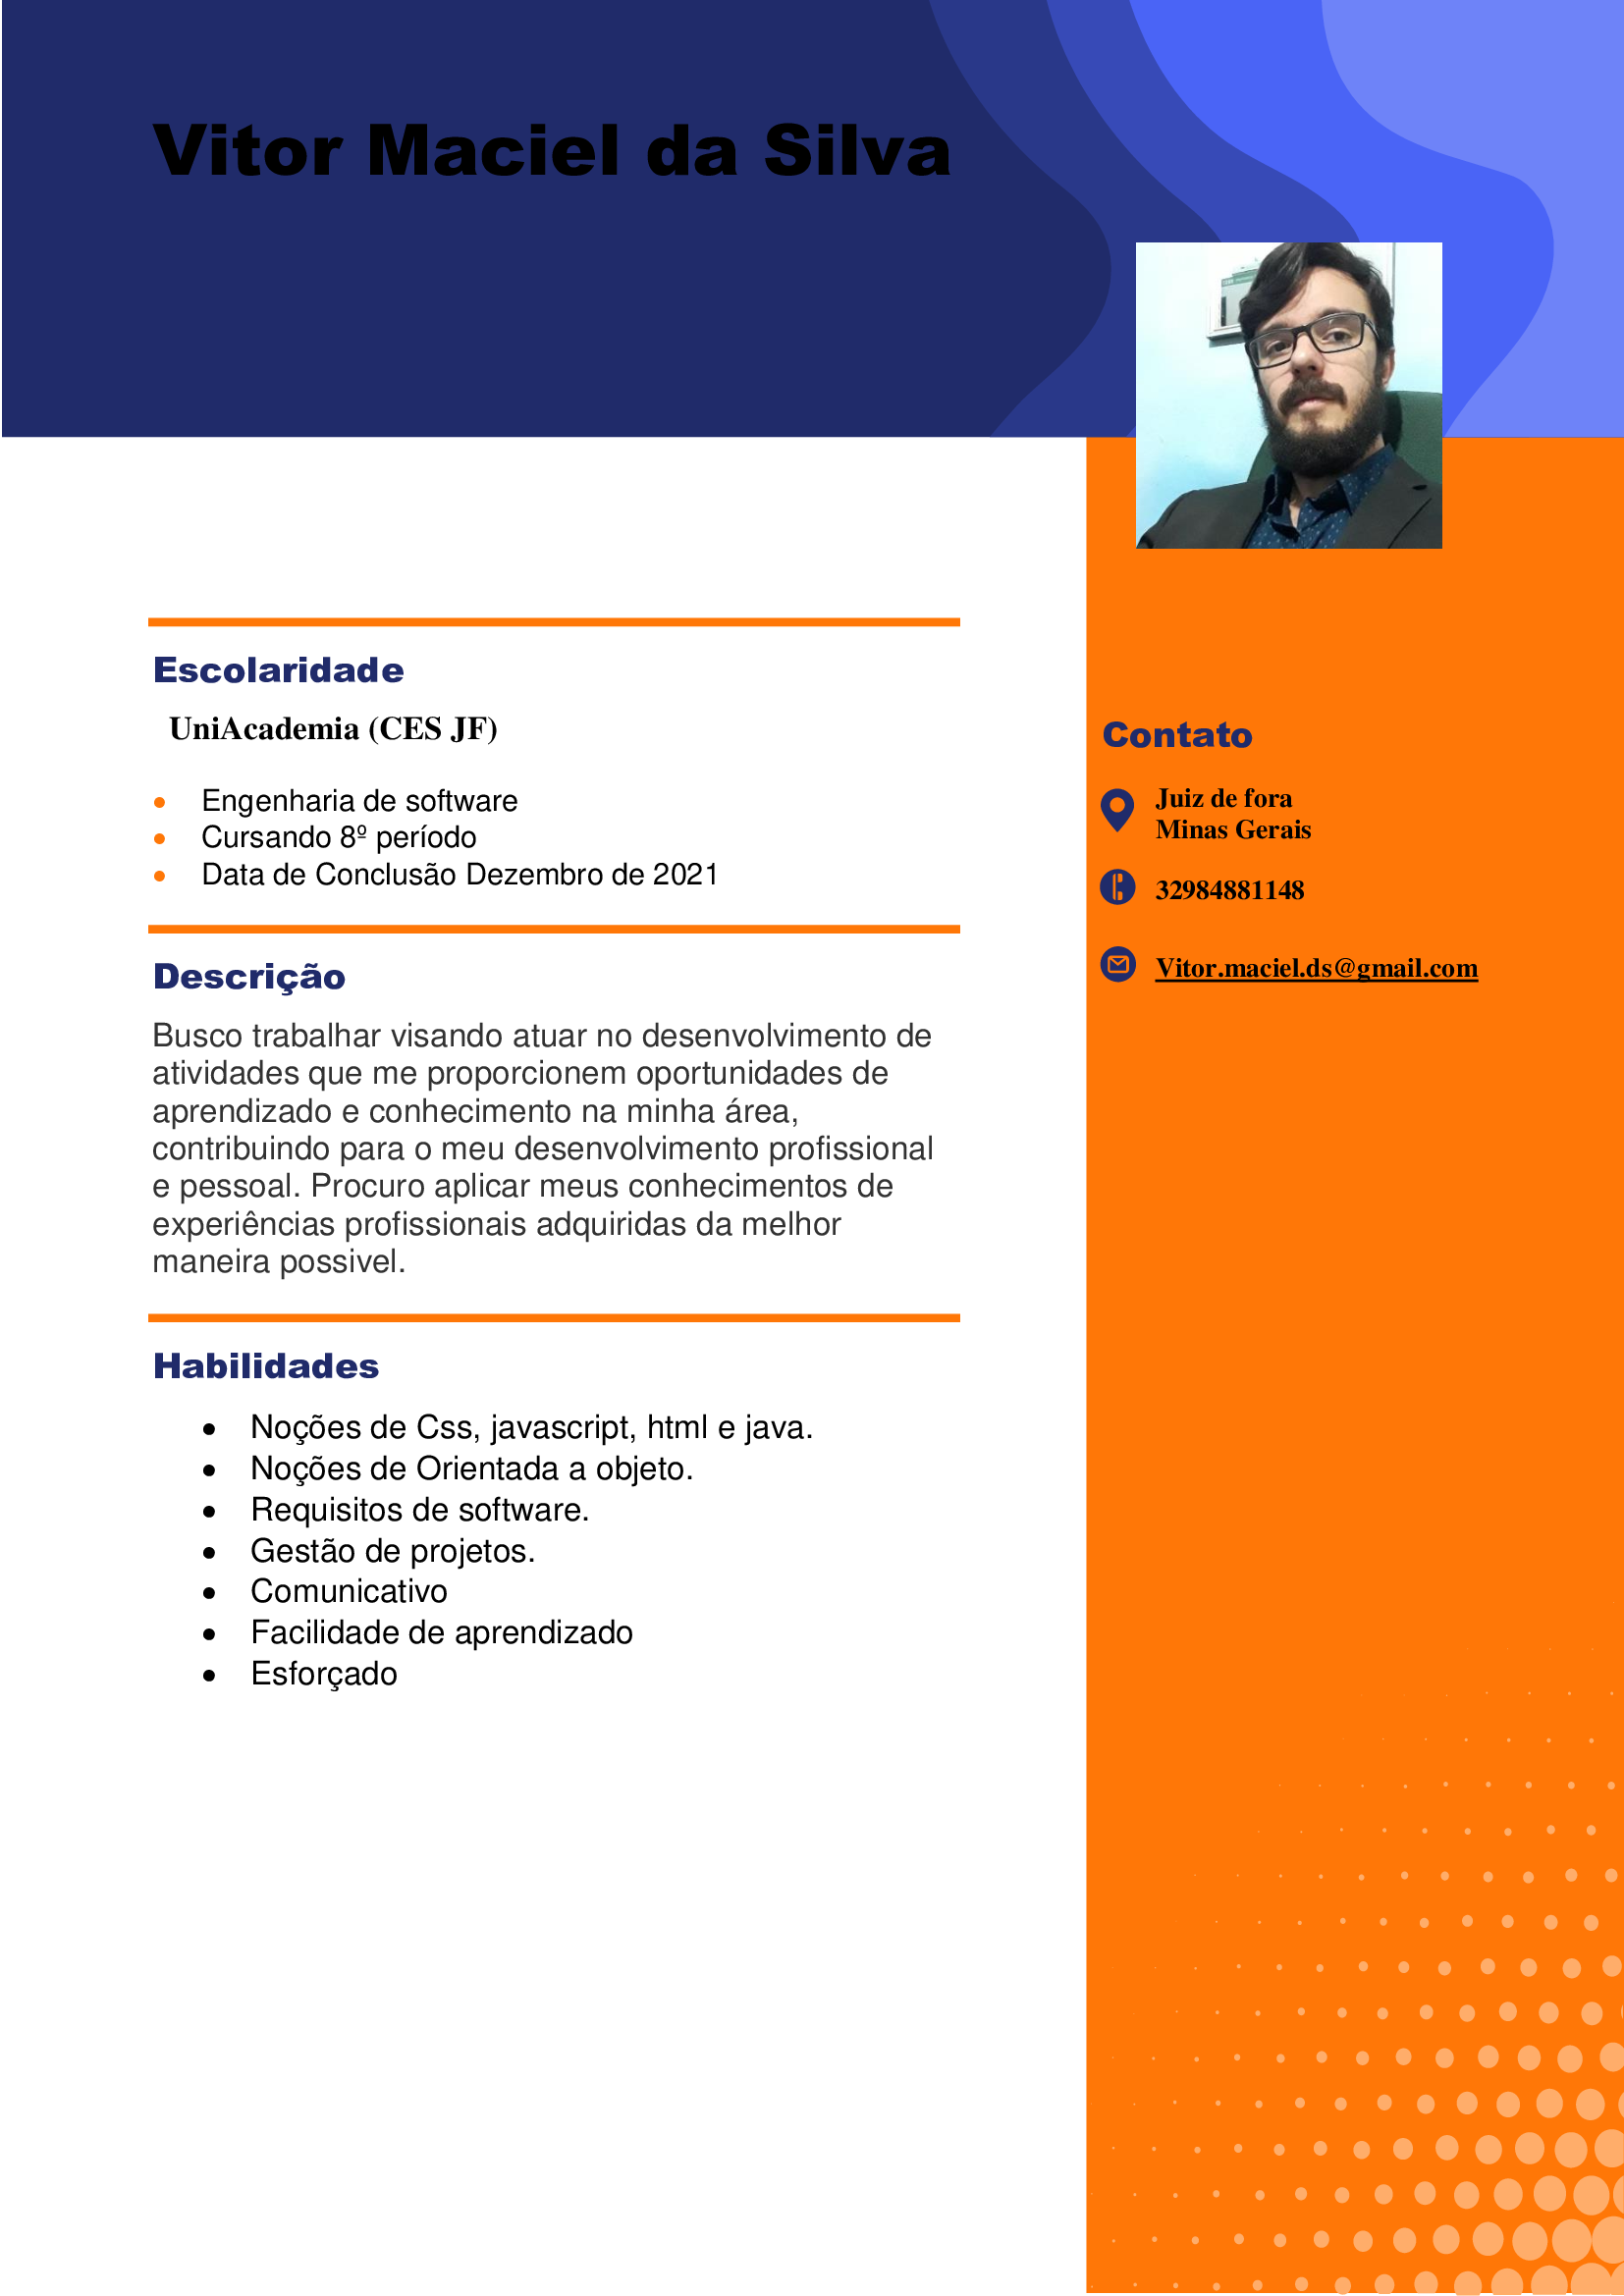 Vitor Maciel da Silva
Escolaridade
UniAcademia (CES JF)
Engenharia de software
Cursando 8º período
Data de Conclusão Dezembro de 2021
Descrição
Busco trabalhar visando atuar no desenvolvimento de
atividades que me proporcionem oportunidades de
aprendizado e conhecimento na minha área,
contribuindo para o meu desenvolvimento profissional
e pessoal. Procuro aplicar meus conhecimentos de
experiências profissionais adquiridas da melhor
maneira possivel.
Habilidades
Noções de Css, javascript, html e java.
Noções de Orientada a objeto.
Requisitos de software.
Gestão de projetos.
Comunicativo
Facilidade de aprendizado
Esforçado
Contato
Juiz de fora
Minas Gerais
32984881148
Vitor.maciel.ds@gmail.com